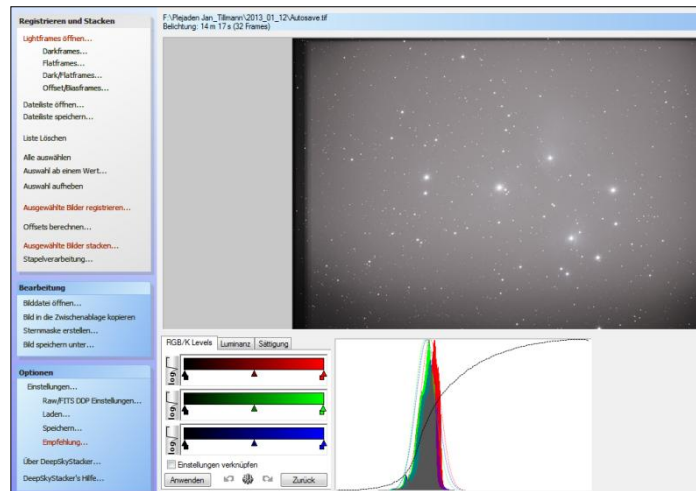 Registrieren und Stacken
Lightframes öffnen...
Darkframes...
Flatframes...
Dark/Flatframes...
Offset/Biasframes...
Dateiliste öffnen...
Dateiliste speichern...
Liste Löschen
Alle auswählen
Auswahl ab einem Wert...
Auswahl aufheben
Ausgewählte Bilder registrieren...
Offsets berechnen...
Ausgewählte Bilder stacken...
Stapelverarbeitung...
Bearbeitung
Bilddatei öffnen...
Bild in die Zwischenablage kopieren
Sternmaske erstellen...
Bild speichern unter...
Optionen
Einstellungen...
Raw/FITS DDP Einstellungen...
Laden...
Speichern...
Empfehlung...
Über DeepSkyStacker...
DeepSkyStacker's Hilfe...
F:\Plejaden Jan_Tillmann\2013_01_12\Autosave.tif
Belichtung: 14 m 17 s (32 Frames)
RGB/K Levels Luminanz Sättigung
log
log
log
Einstellungen verknüpfen
Anwenden Zurück